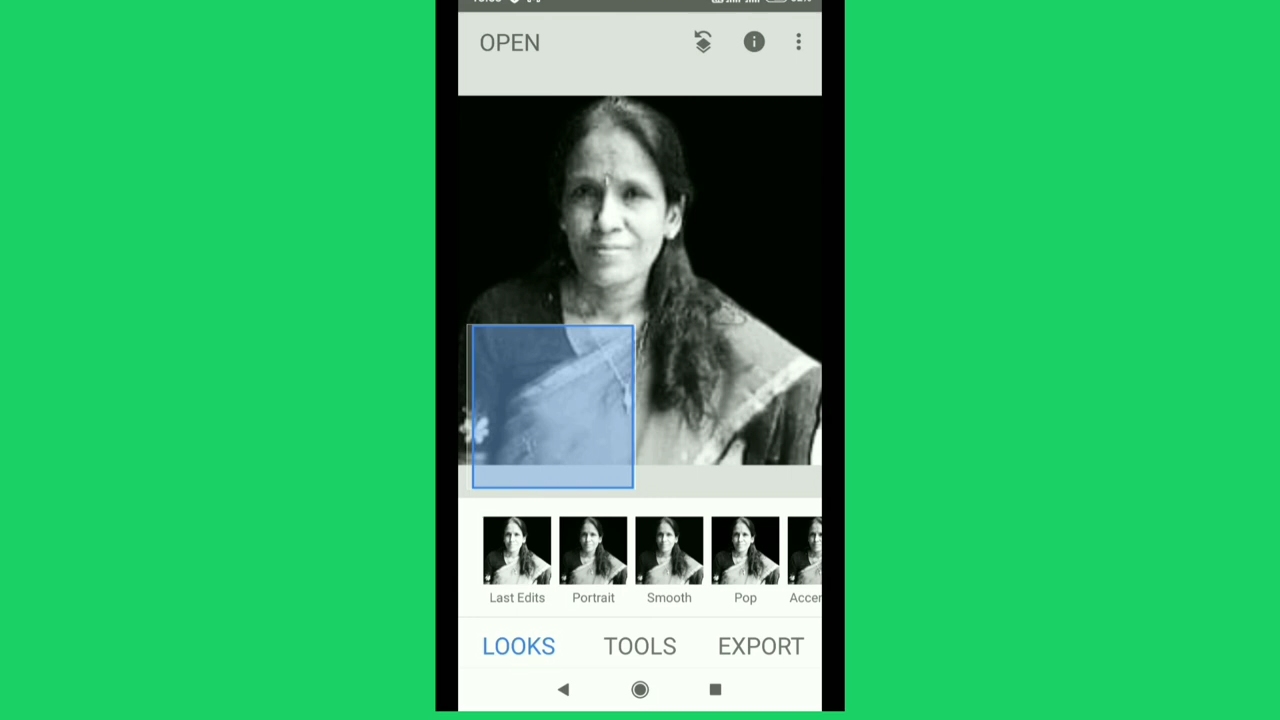 OPEN
Last Edits
Portrait
Smooth
Pop
LOOKS
TOOLS
EXPORT